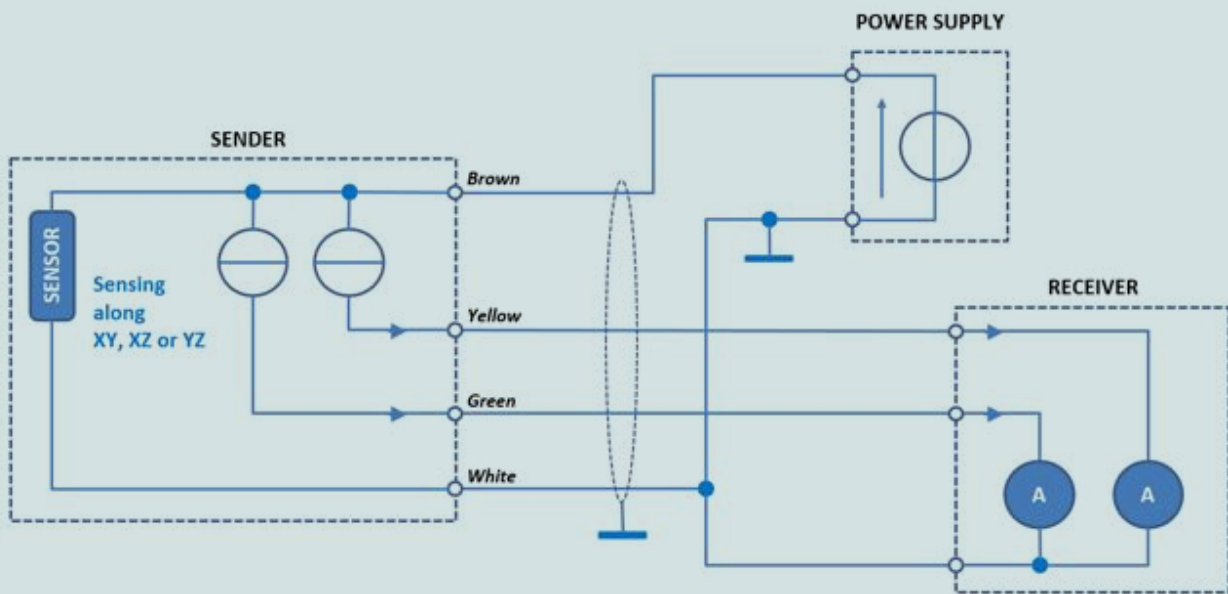 POWER SUPPLY
SENDER
Brown
SENSOR
Sensing
along
XY, XZ or YZ
RECEIVER
Yellow
Green
A
A
White